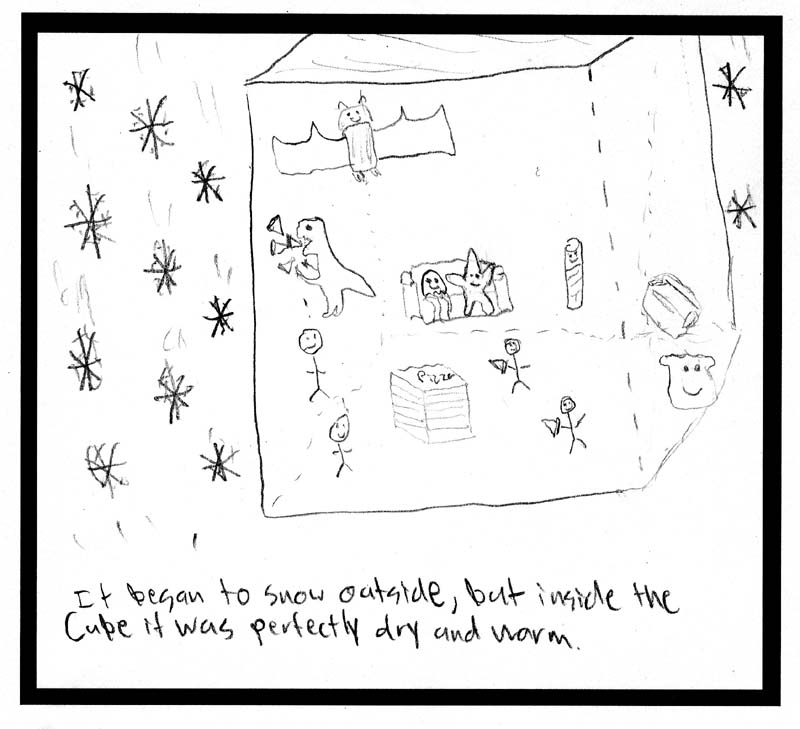 Pizza
It began to snow outside, but inside the
Cube it was perfectly dry and warm.